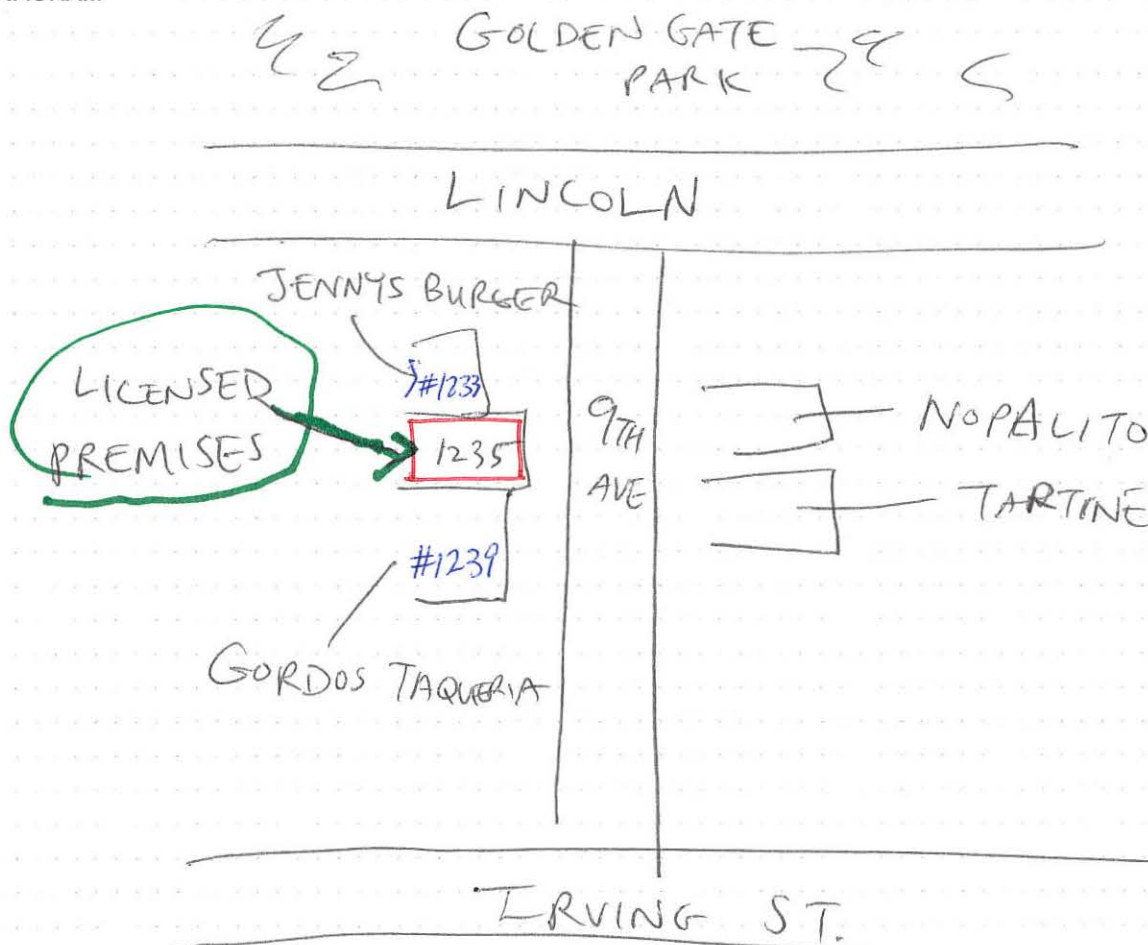 GOLDEN GATE
PARK
LINCOLN
JENNYS BURGER
#1233
LICENSED
PREMISES
1235
9TH
AVE
NOPALITO
TARTINE
#1239
GORDOS TAQUERIA
IRVING ST.